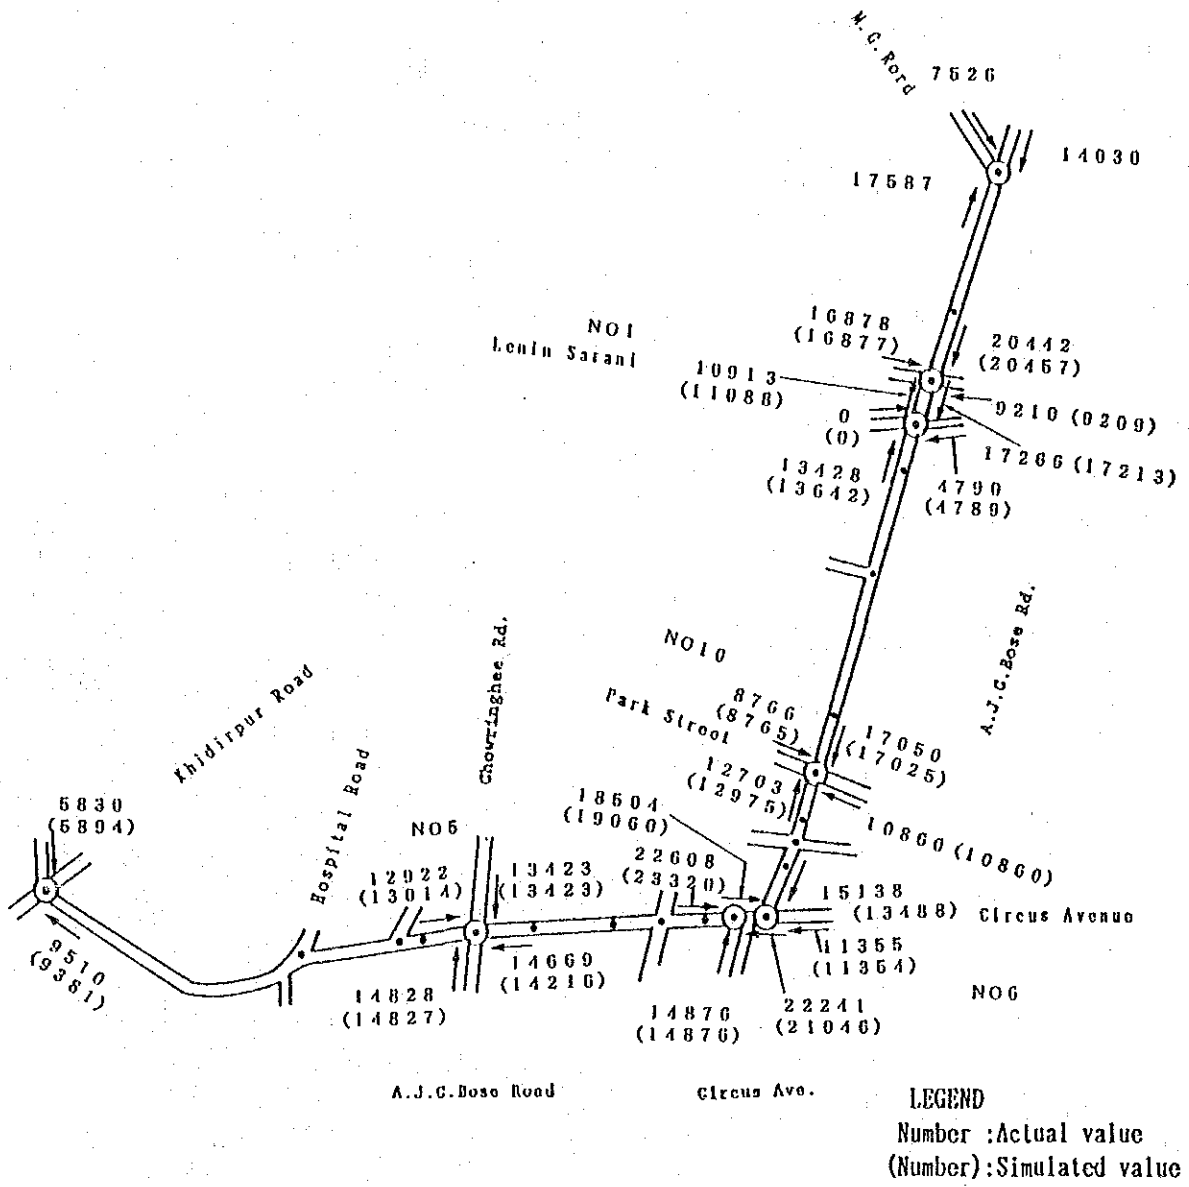 M.G.Rord
7526
14030
17587
NO1
Lenin Sarani
16878
(16877)
20442
(20457)
10913
(11088)
0
(0)
9210 (9209)
17266 (17213)
13428
(13642)
4790
(4789)
A.J.C.Bose Rd.
NO10
Park Street
8766
(8765)
17050
(17025)
12703
(12975)
10860 (10860)
Khidirpur Road
Hospital Road
Chowringhee Rd.
5830
(5894)
NO5
18504
(19060)
22608
(23320)
12922
(13014)
13423
(13423)
15138
(13488)
Circus Avenue
11355
(11354)
9510
(9381)
14669
(14216)
14828
(14827)
14876
(14876)
22241
(21046)
NO6
A.J.C.Bose Road
Circus Ave.
LEGEND
Number :Actual value
(Number):Simulated value